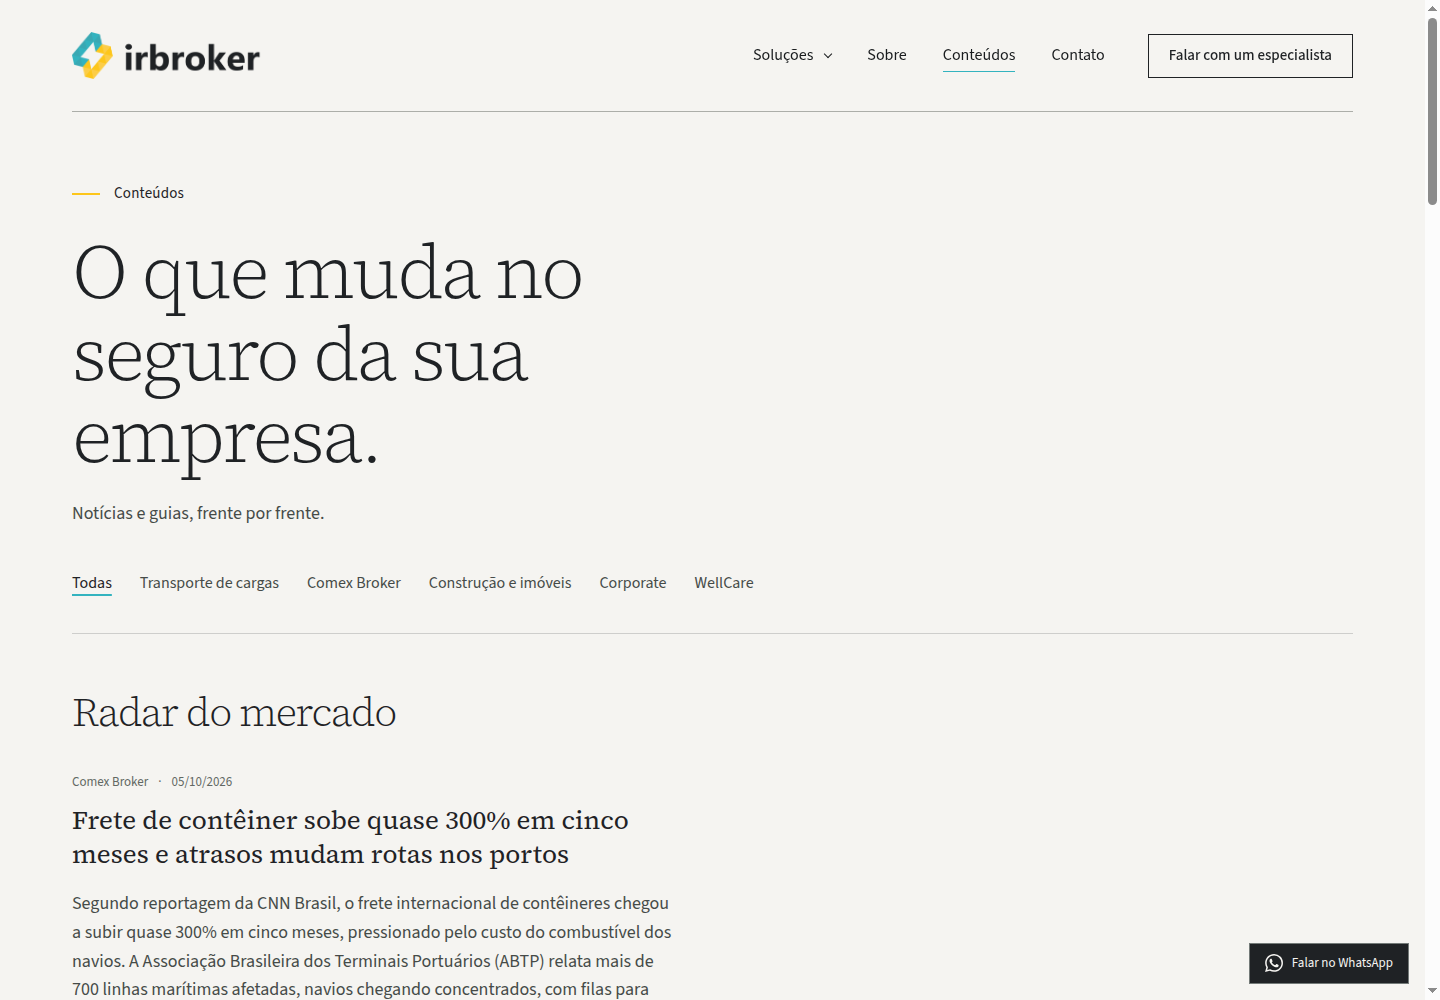 irbroker
Soluções
Sobre
Conteúdos
Contato
Falar com um especialista
Conteúdos
O que muda no
seguro da sua
empresa.
Notícias e guias, frente por frente.
Todas
Transporte de cargas
Comex Broker
Construção e imóveis
Corporate
WellCare
Radar do mercado
Comex Broker · 05/10/2026
Frete de contêiner sobe quase 300% em cinco
meses e atrasos mudam rotas nos portos
Segundo reportagem da CNN Brasil, o frete internacional de contêineres chegou
a subir quase 300% em cinco meses, pressionado pelo custo do combustível dos
navios. A Associação Brasileira dos Terminais Portuários (ABTP) relata mais de
700 linhas marítimas afetadas, navios chegando concentrados, com filas para
Falar no WhatsApp